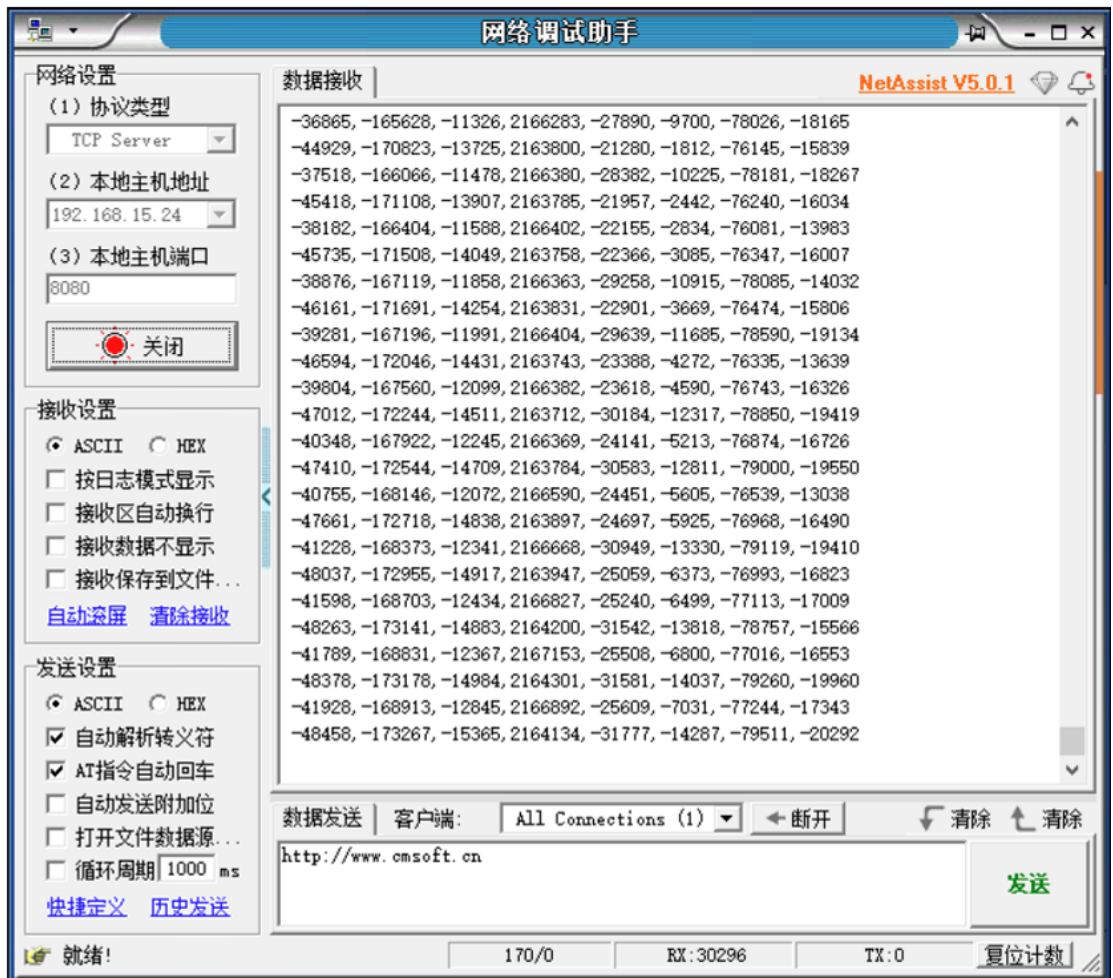 网络调试助手
网络设置
(1) 协议类型
TCP Server
(2) 本地主机地址
192.168.15.24
(3) 本地主机端口
8080
关闭
接收设置
ASCII HEX
按日志模式显示
接收区自动换行
接收数据不显示
接收保存到文件...
自动滚屏 清除接收
发送设置
ASCII HEX
自动解析转义符
AT指令自动回车
自动发送附加位
打开文件数据源...
循环周期 1000 ms
快捷定义 历史发送
数据接收
NetAssist V5.0.1
-36865, -165628, -11326, 2166283, -27890, -9700, -78026, -18165
-44929, -170823, -13725, 2163800, -21280, -1812, -76145, -15839
-37518, -166066, -11478, 2166380, -28382, -10225, -78181, -18267
-45418, -171108, -13907, 2163785, -21957, -2442, -76240, -16034
-38182, -166404, -11588, 2166402, -22155, -2834, -76081, -13983
-45735, -171508, -14049, 2163758, -22366, -3085, -76347, -16007
-38876, -167119, -11858, 2166363, -29258, -10915, -78085, -14032
-46161, -171691, -14254, 2163831, -22901, -3669, -76474, -15806
-39281, -167196, -11991, 2166404, -29639, -11685, -78590, -19134
-46594, -172046, -14431, 2163743, -23388, -4272, -76335, -13639
-39804, -167560, -12099, 2166382, -23618, -4590, -76743, -16326
-47012, -172244, -14511, 2163712, -30184, -12317, -78850, -19419
-40348, -167922, -12245, 2166369, -24141, -5213, -76874, -16726
-47410, -172544, -14709, 2163784, -30583, -12811, -79000, -19550
-40755, -168146, -12072, 2166590, -24451, -5605, -76539, -13038
-47661, -172718, -14838, 2163897, -24697, -5925, -76968, -16490
-41228, -168373, -12341, 2166668, -30949, -13330, -79119, -19410
-48037, -172955, -14917, 2163947, -25059, -6373, -76993, -16823
-41598, -168703, -12434, 2166827, -25240, -6499, -77113, -17009
-48263, -173141, -14883, 2164200, -31542, -13818, -78757, -15566
-41789, -168831, -12367, 2167153, -25508, -6800, -77016, -16553
-48378, -173178, -14984, 2164301, -31581, -14037, -79260, -19960
-41928, -168913, -12845, 2166892, -25609, -7031, -77244, -17343
-48458, -173267, -15365, 2164134, -31777, -14287, -79511, -20292
数据发送 客户端: All Connections (1) 断开 清除 清除
http://www.cmsoft.cn
发送
就绪! 170/0 RX:30296 TX:0 复位计数